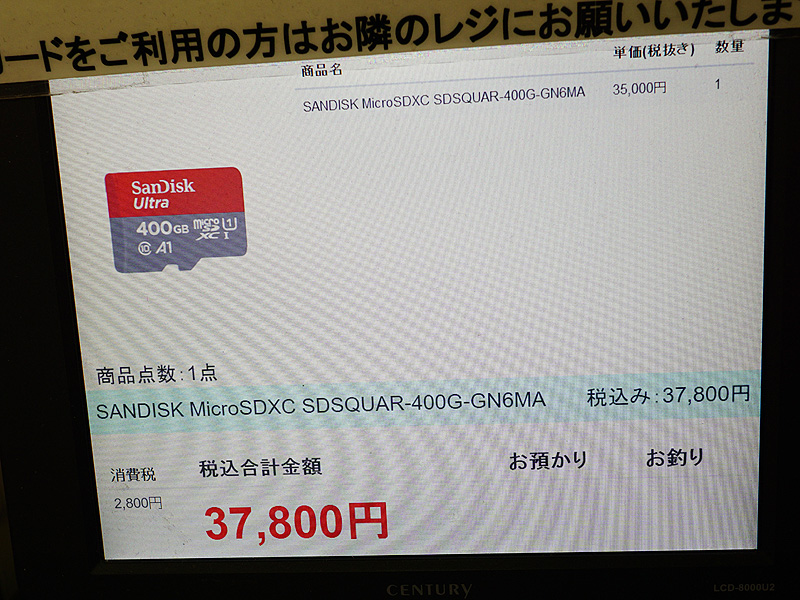 ードをご利用の方はお隣のレジにお願いいたしま
商品名 単価(税抜き) 数量
SANDISK MicroSDXC SDSQUAR-400G-GN6MA 35,000円 1
SanDisk
Ultra
400GB micro SD XC U1 I
10 A1
商品点数:1点
SANDISK MicroSDXC SDSQUAR-400G-GN6MA 税込み:37,800円
消費税 税込合計金額 お預かり お釣り
2,800円
37,800円
CENTURY LCD-8000U2